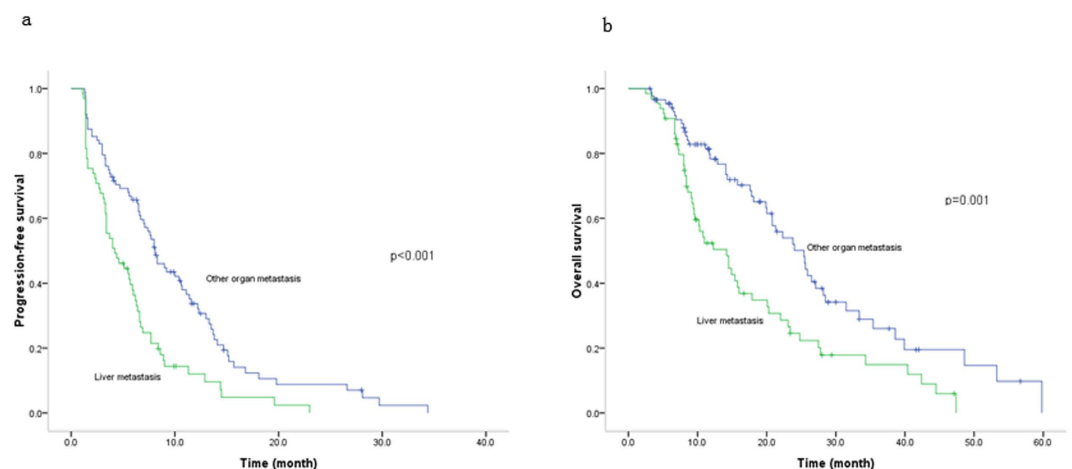 a
b
Progression-free survival
1.0
0.8
0.6
0.4
0.2
0.0
p<0.001
Other organ metastasis
Liver metastasis
0.0 10.0 20.0 30.0 40.0
Time (month)
Overall survival
1.0
0.8
0.6
0.4
0.2
0.0
p=0.001
Other organ metastasis
Liver metastasis
0.0 10.0 20.0 30.0 40.0 50.0 60.0
Time (month)